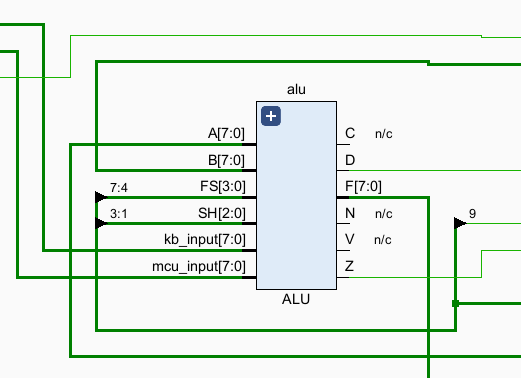 alu
A[7:0]
C
n/c
B[7:0]
D
7:4
FS[3:0]
F[7:0]
3:1
SH[2:0]
N
n/c
9
kb_input[7:0]
V
n/c
mcu_input[7:0]
Z
ALU